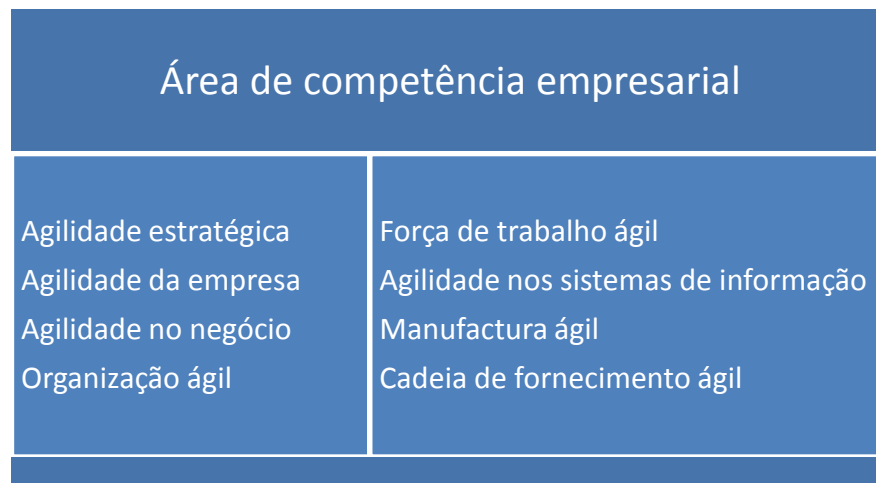 Área de competência empresarial
Agilidade estratégica
Agilidade da empresa
Agilidade no negócio
Organização ágil
Força de trabalho ágil
Agilidade nos sistemas de informação
Manufactura ágil
Cadeia de fornecimento ágil